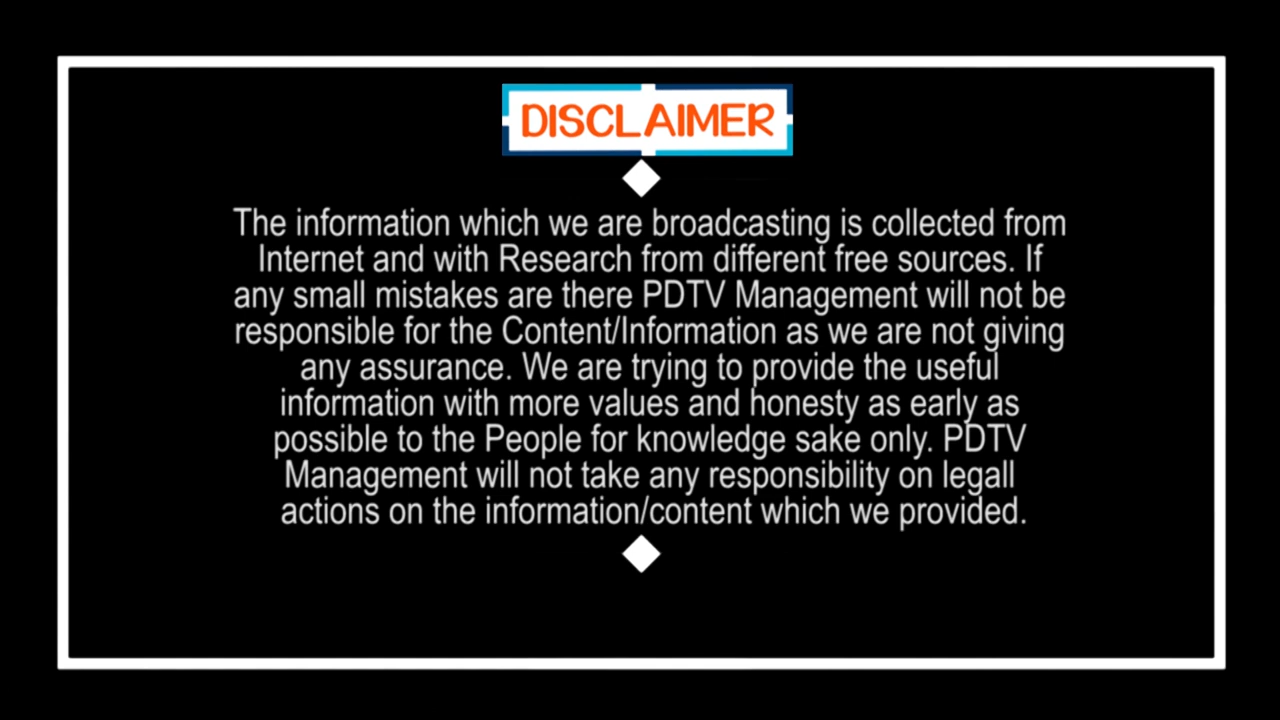 DISCLAIMER
The information which we are broadcasting is collected from
Internet and with Research from different free sources. If
any small mistakes are there PDTV Management will not be
responsible for the Content/Information as we are not giving
any assurance. We are trying to provide the useful
information with more values and honesty as early as
possible to the People for knowledge sake only. PDTV
Management will not take any responsibility on legall
actions on the information/content which we provided.